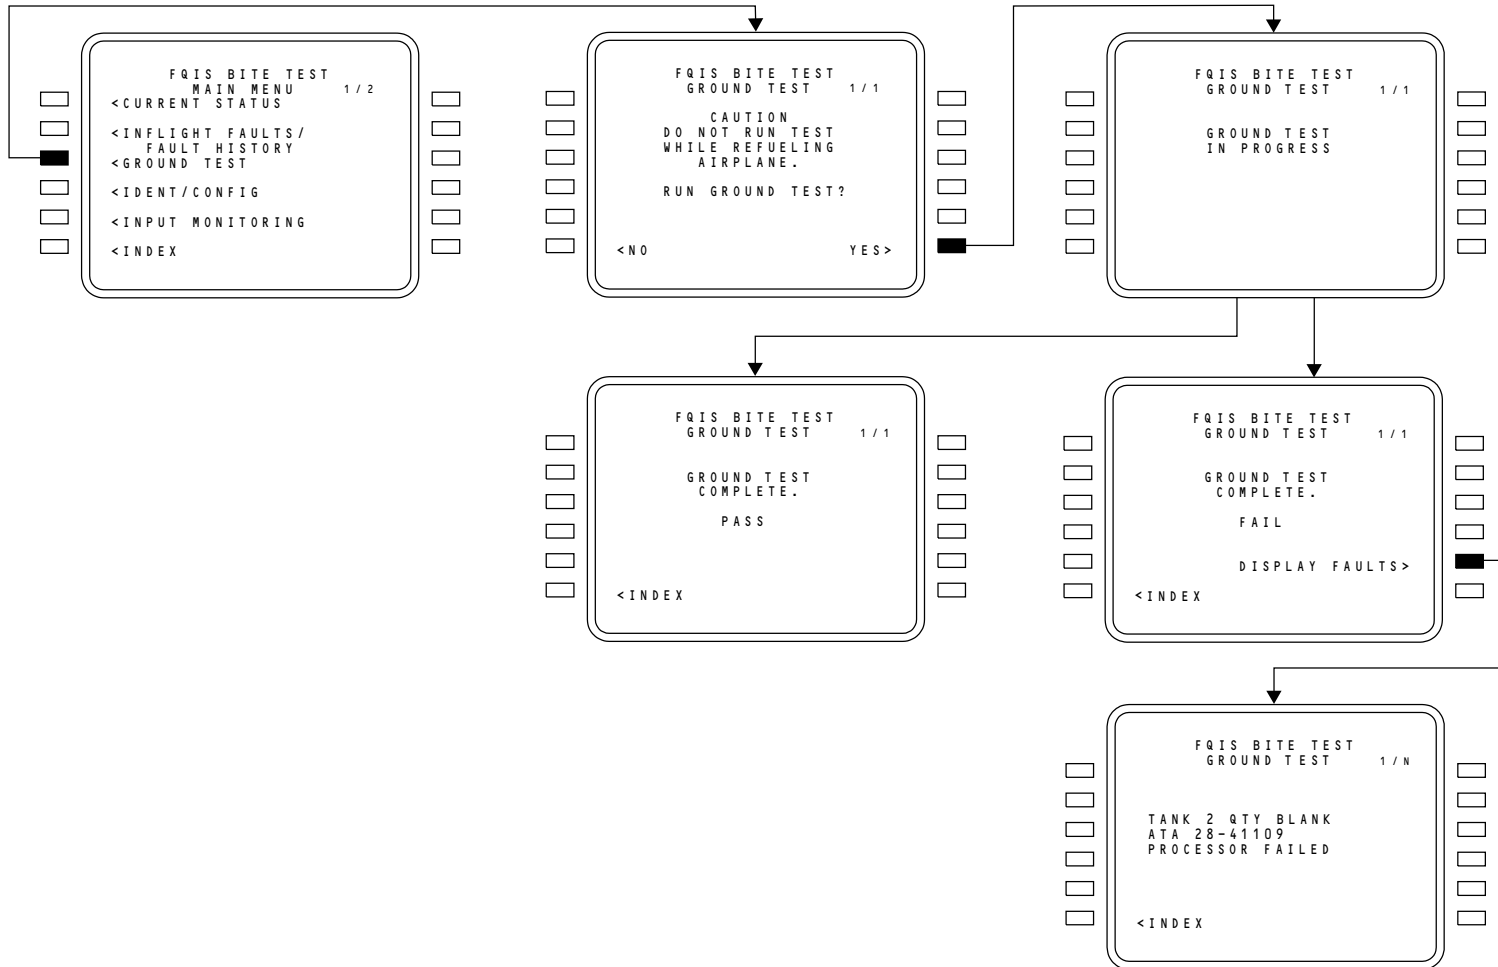 FQIS BITE TEST
MAIN MENU 1/2
<CURRENT STATUS
<INFLIGHT FAULTS/
FAULT HISTORY
<GROUND TEST
<IDENT/CONFIG
<INPUT MONITORING
<INDEX
FQIS BITE TEST
GROUND TEST 1/1
CAUTION
DO NOT RUN TEST
WHILE REFUELING
AIRPLANE.
RUN GROUND TEST?
<NO YES>
FQIS BITE TEST
GROUND TEST 1/1
GROUND TEST
IN PROGRESS
FQIS BITE TEST
GROUND TEST 1/1
GROUND TEST
COMPLETE.
PASS
<INDEX
FQIS BITE TEST
GROUND TEST 1/1
GROUND TEST
COMPLETE.
FAIL
DISPLAY FAULTS>
<INDEX
FQIS BITE TEST
GROUND TEST 1/N
TANK 2 QTY BLANK
ATA 28-41109
PROCESSOR FAILED
<INDEX